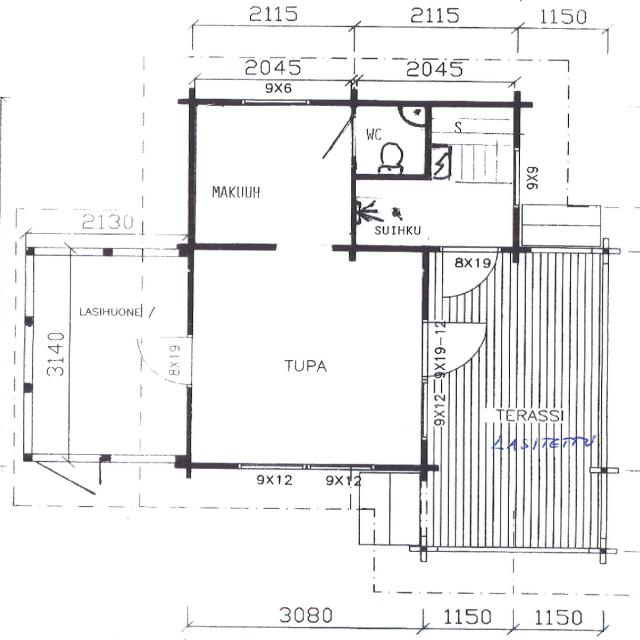 2115 2115 1150
2045 2045
9X6
WC S
9X9
MAKUUH
2130
SUIHKU
8X19
LASIHUONE /
3140
8X19
9X12-9X19-12
TUPA
TERASSI
LASITETTU
9X12 9X12
3080 1150 1150